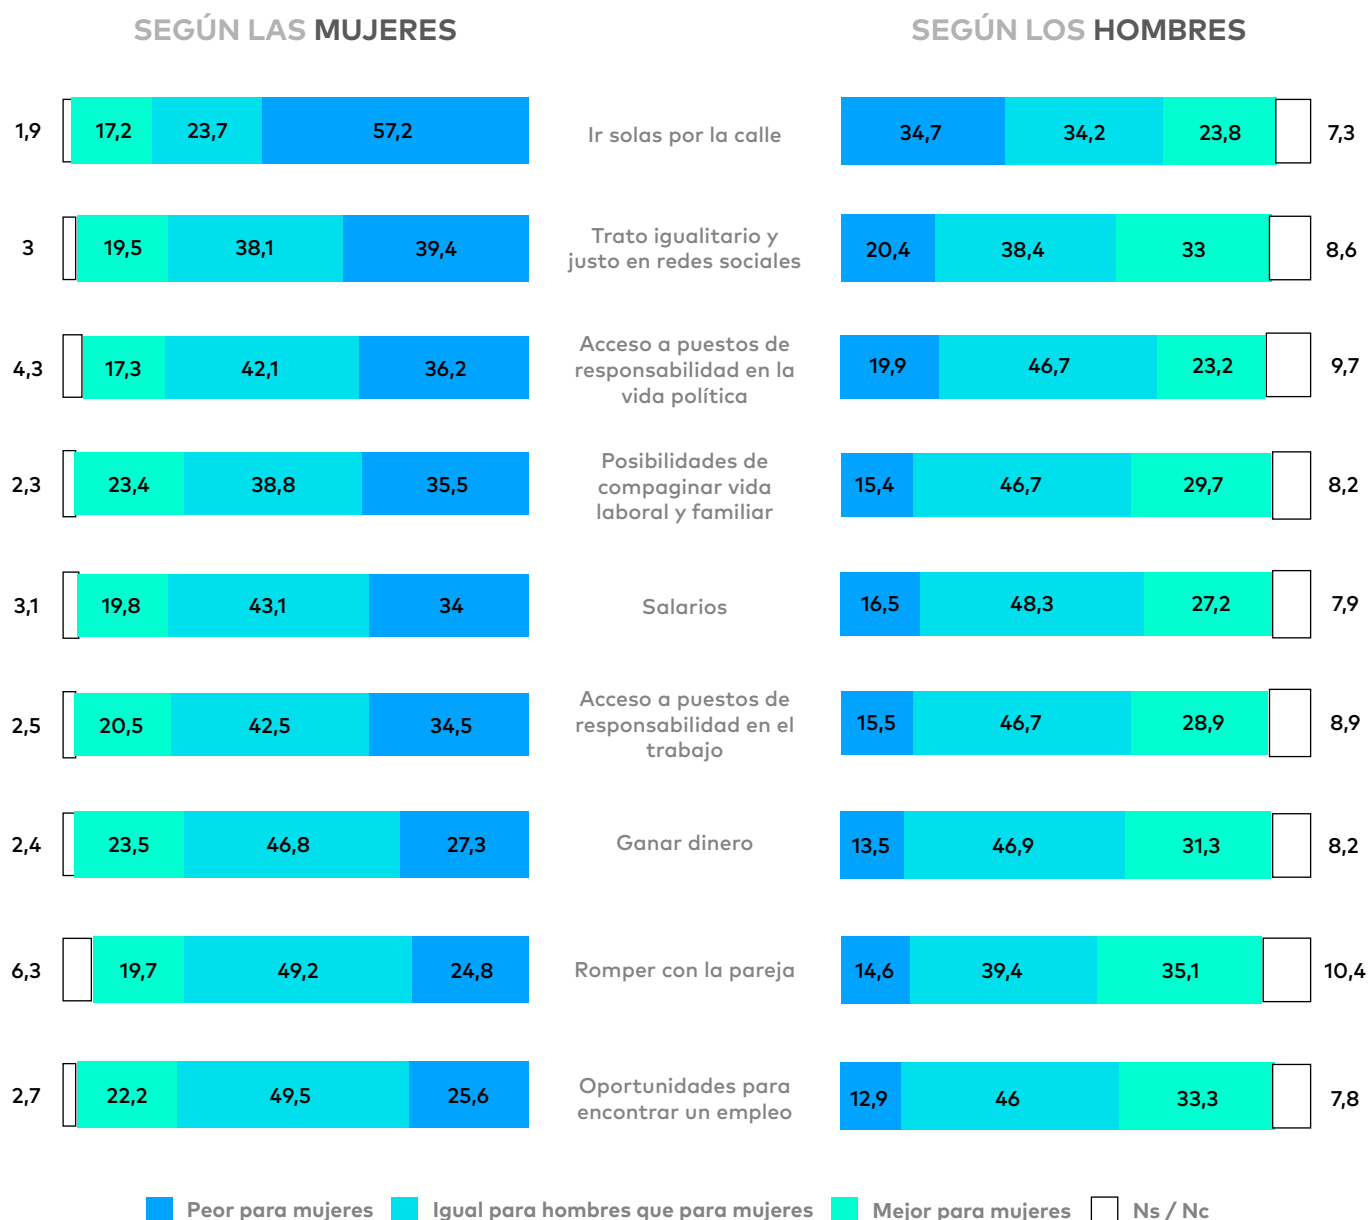 SEGÚN LAS MUJERES
SEGÚN LOS HOMBRES
1,9 17,2 23,7 57,2 Ir solas por la calle 34,7 34,2 23,8 7,3
3 19,5 38,1 39,4 Trato igualitario y
justo en redes sociales 20,4 38,4 33 8,6
4,3 17,3 42,1 36,2 Acceso a puestos de
responsabilidad en la
vida política 19,9 46,7 23,2 9,7
2,3 23,4 38,8 35,5 Posibilidades de
compaginar vida
laboral y familiar 15,4 46,7 29,7 8,2
3,1 19,8 43,1 34 Salarios 16,5 48,3 27,2 7,9
2,5 20,5 42,5 34,5 Acceso a puestos de
responsabilidad en el
trabajo 15,5 46,7 28,9 8,9
2,4 23,5 46,8 27,3 Ganar dinero 13,5 46,9 31,3 8,2
6,3 19,7 49,2 24,8 Romper con la pareja 14,6 39,4 35,1 10,4
2,7 22,2 49,5 25,6 Oportunidades para
encontrar un empleo 12,9 46 33,3 7,8
Peor para mujeres Igual para hombres que para mujeres Mejor para mujeres Ns / Nc